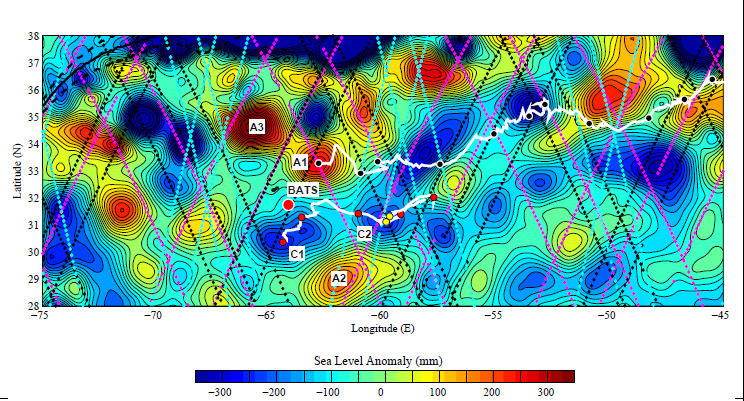 38
37
36
35
34
33
32
31
30
29
28
Latitude (N)
A3
A1
BATS
C2
C1
A2
−75 −70 −65 −60 −55 −50 −45
Longitude (E)
Sea Level Anomaly (mm)
−300 −200 −100 0 100 200 300